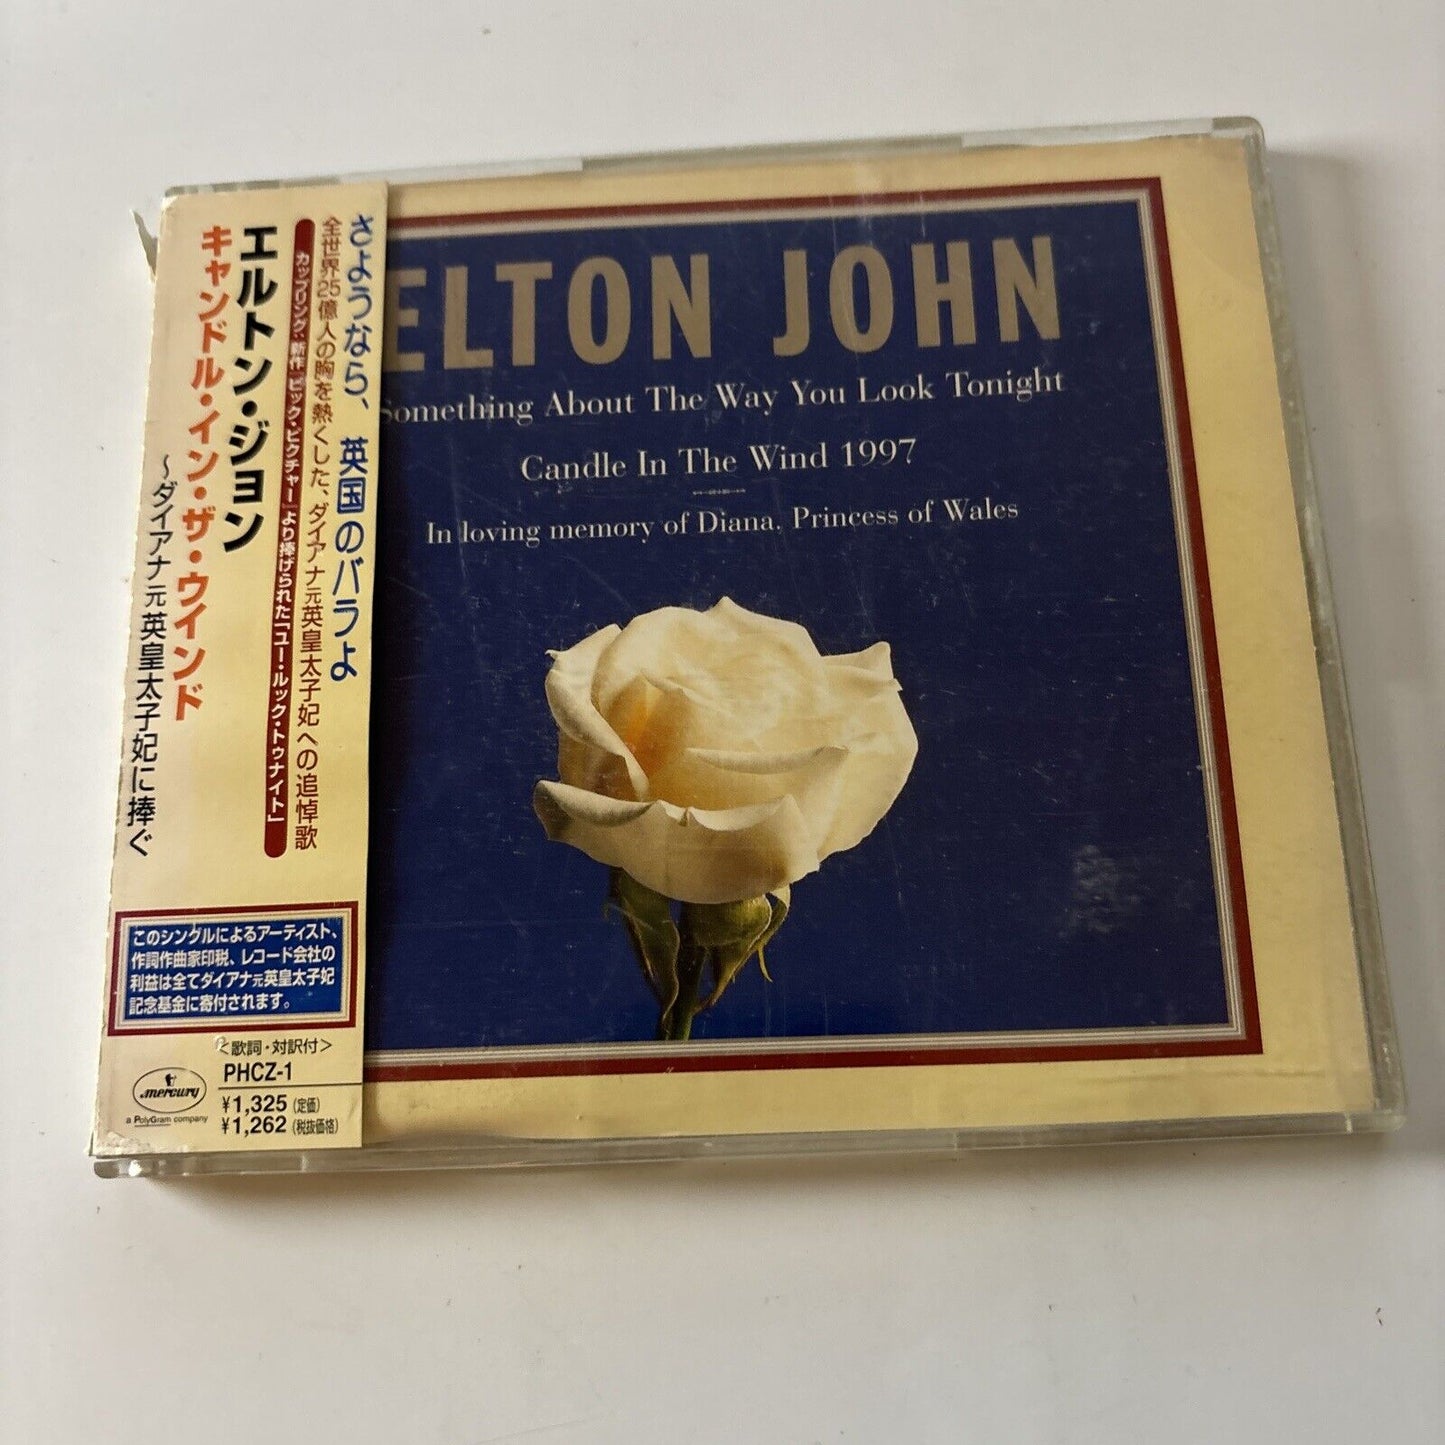 さようなら、英国のバラよ
全世界25億人の胸を熱くした、ダイアナ元英皇太子妃への追悼歌
カップリング:新作『ビッグ・ピクチャー』より捧げられた「ユー・ルック・トゥナイト」
エルトン・ジョン
キャンドル・イン・ザ・ウインド
～ダイアナ元英皇太子妃に捧ぐ
このシングルによるアーティスト、
作詞作曲家印税、レコード会社の
利益は全てダイアナ元英皇太子妃
記念基金に寄付されます。
<歌詞・対訳付>
PHCZ-1
¥1,325(定価)
¥1,262(税抜価格)
mercury
a PolyGram company
ELTON JOHN
Something About The Way You Look Tonight
Candle In The Wind 1997
In loving memory of Diana, Princess of Wales